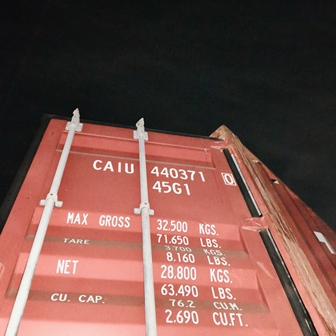 CAIU 440371 0
45G1
MAX GROSS 32.500 KGS.
71.650 LBS.
TARE 3.700 KGS.
8.160 LBS.
NET 28.800 KGS.
63.490 LBS.
CU. CAP. 76.2 CU.M.
2.690 CU.FT.